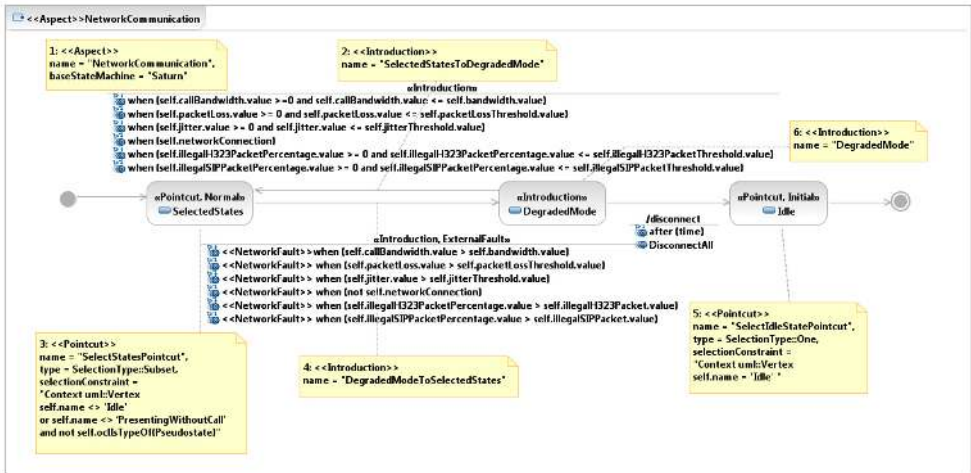 <<Aspect>>NetworkCommunication
1: <<Aspect>>
name = "NetworkCommunication",
baseStateMachine = "Saturn"
2: <<Introduction>>
name = "SelectedStatesToDegradedMode"
«Introduction»
when (self.callBandwidth.value >=0 and self.callBandwidth.value <= self.bandwidth.value)
when (self.packetLoss.value >= 0 and self.packetLoss.value <= self.packetLossThreshold.value)
when (self.jitter.value >= 0 and self.jitter.value <= self.jitterThreshold.value)
when (self.networkConnection)
when (self.illegalH323PacketPercentage.value >= 0 and self.illegalH323PacketPercentage.value <= self.illegalH323PacketThreshold.value)
when (self.illegalSIPPacketPercentage.value >= 0 and self.illegalSIPPacketPercentage.value <= self.illegalSIPPacketThreshold.value)
6: <<Introduction>>
name = "DegradedMode"
«Pointcut, Normal»
SelectedStates
«Introduction»
DegradedMode
«Pointcut, Initial»
Idle
/disconnect
after (time)
DisconnectAll
«Introduction, ExternalFault»
<<NetworkFault>>when (self.callBandwidth.value > self.bandwidth.value)
<<NetworkFault>> when (self.packetLoss.value > self.packetLossThreshold.value)
<<NetworkFault>> when (self.jitter.value > self.jitterThreshold.value)
<<NetworkFault>> when (not self.networkConnection)
<<NetworkFault>> when (self.illegalH323PacketPercentage.value > self.illegalH323Packet.value)
<<NetworkFault>> when (self.illegalSIPPacketPercentage.value > self.illegalSIPPacket.value)
3: <<Pointcut>>
name = "SelectStatesPointcut",
type = SelectionType::Subset,
selectionConstraint =
"Context uml::Vertex
self.name <> 'Idle'
or self.name <> 'PresentingWithoutCall'
and not self.oclIsTypeOf(Pseudostate)"
4: <<Introduction>>
name = "DegradedModeToSelectedStates"
5: <<Pointcut>>
name = "SelectIdleStatePointcut",
type = SelectionType::One,
selectionConstraint =
"Context uml::Vertex
self.name = 'Idle' "